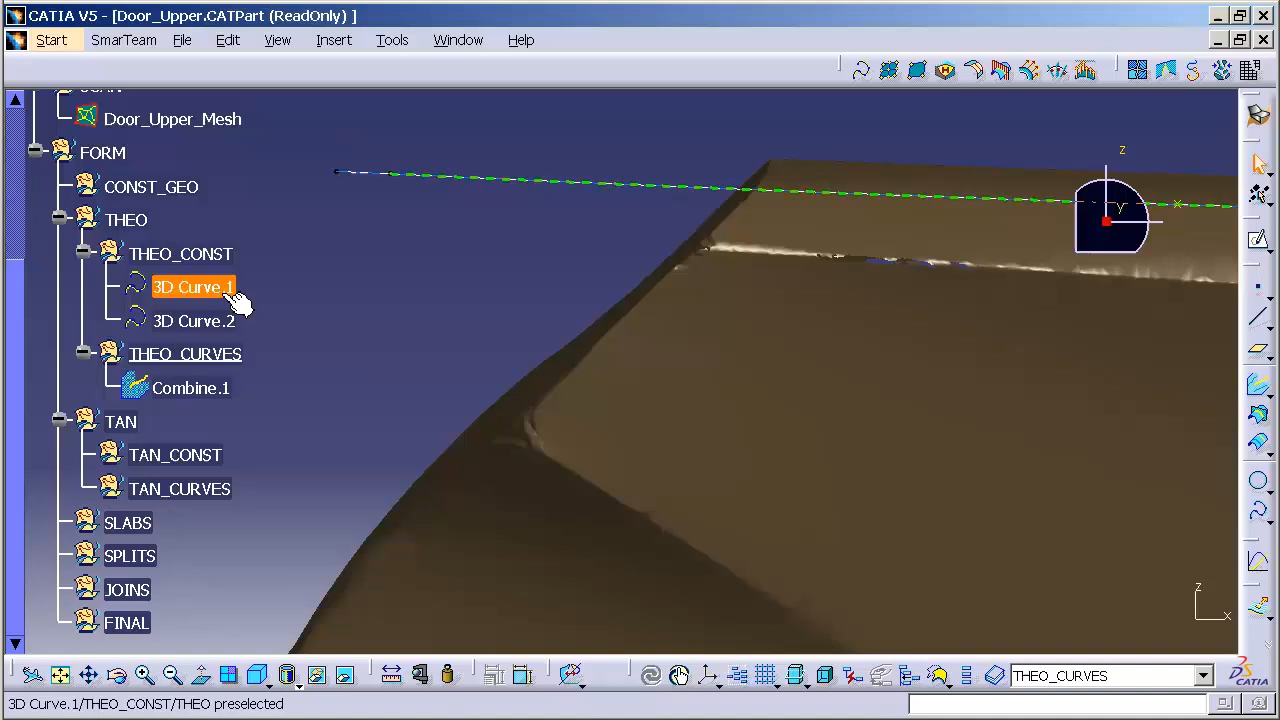 CATIA V5 - [Door_Upper.CATPart (ReadOnly) ]
Start SmarTeam File Edit View Insert Tools Window Help
Door_Upper_Mesh
FORM
CONST_GEO
THEO
THEO_CONST
3D Curve.1
3D Curve.2
THEO_CURVES
Combine.1
TAN
TAN_CONST
TAN_CURVES
SLABS
SPLITS
JOINS
FINAL
z
y
x
z
x
THEO_CURVES
CATIA
3D Curve.1/THEO_CONST/THEO preselected